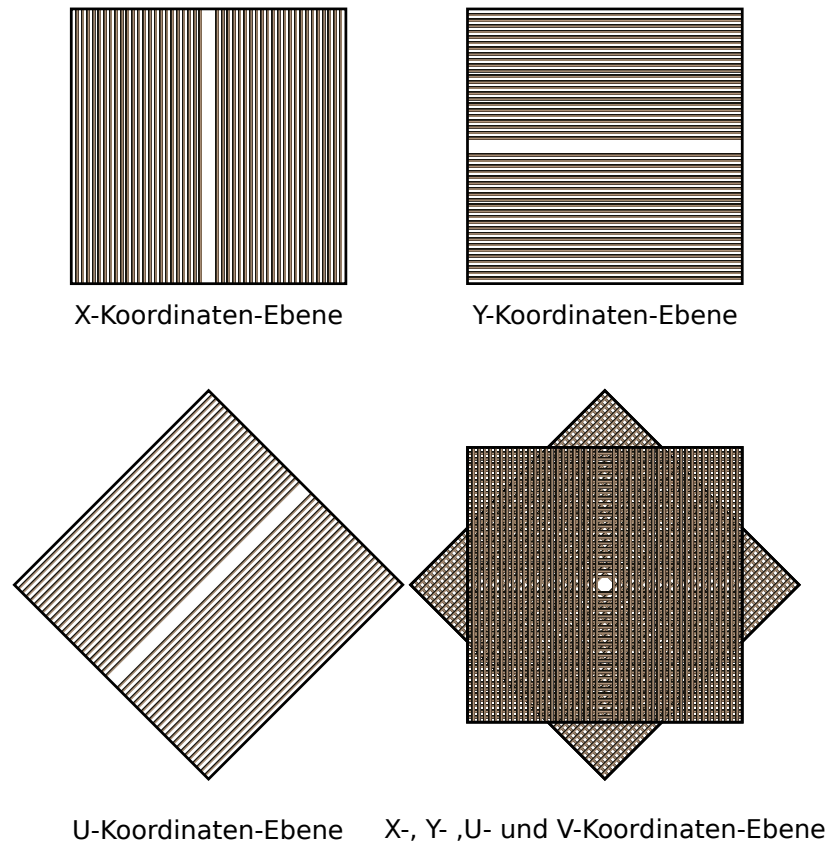 X-Koordinaten-Ebene
Y-Koordinaten-Ebene
U-Koordinaten-Ebene
X-, Y- ,U- und V-Koordinaten-Ebene